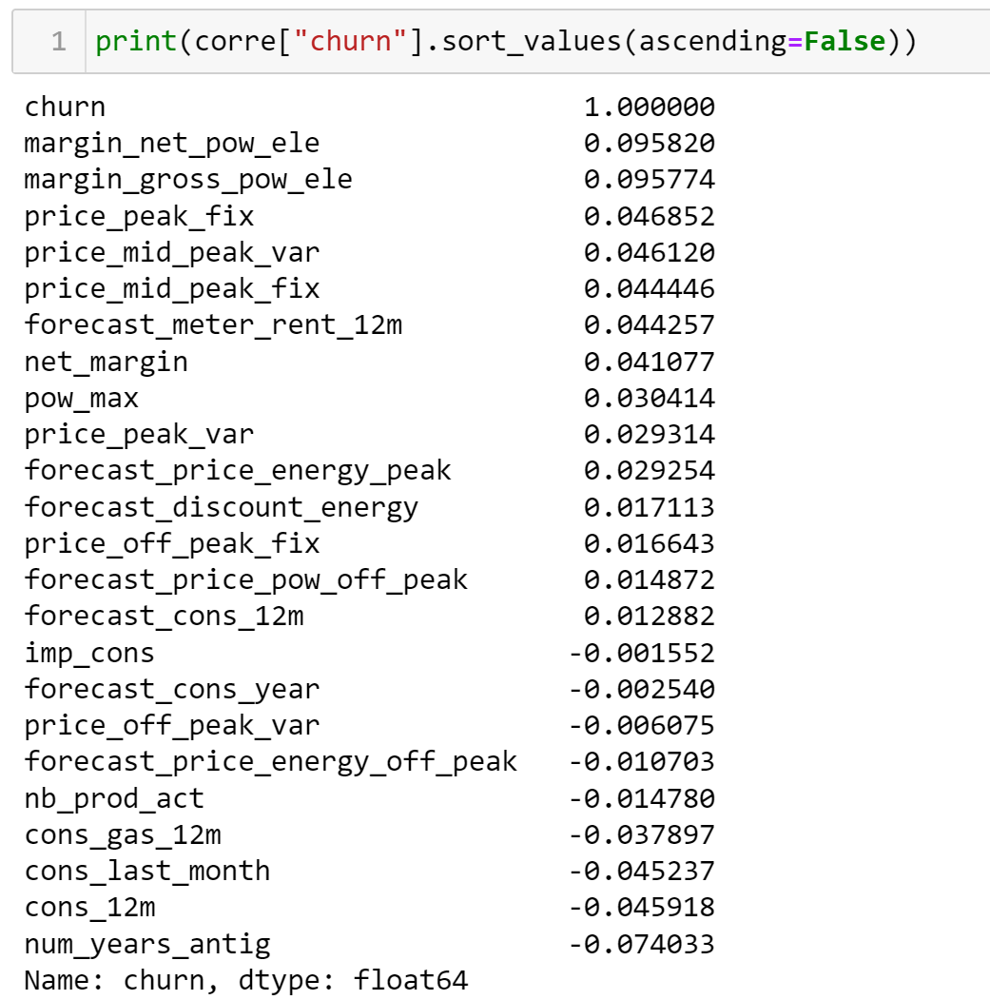 1 print(corre["churn"].sort_values(ascending=False))
churn 1.000000
margin_net_pow_ele 0.095820
margin_gross_pow_ele 0.095774
price_peak_fix 0.046852
price_mid_peak_var 0.046120
price_mid_peak_fix 0.044446
forecast_meter_rent_12m 0.044257
net_margin 0.041077
pow_max 0.030414
price_peak_var 0.029314
forecast_price_energy_peak 0.029254
forecast_discount_energy 0.017113
price_off_peak_fix 0.016643
forecast_price_pow_off_peak 0.014872
forecast_cons_12m 0.012882
imp_cons -0.001552
forecast_cons_year -0.002540
price_off_peak_var -0.006075
forecast_price_energy_off_peak -0.010703
nb_prod_act -0.014780
cons_gas_12m -0.037897
cons_last_month -0.045237
cons_12m -0.045918
num_years_antig -0.074033
Name: churn, dtype: float64